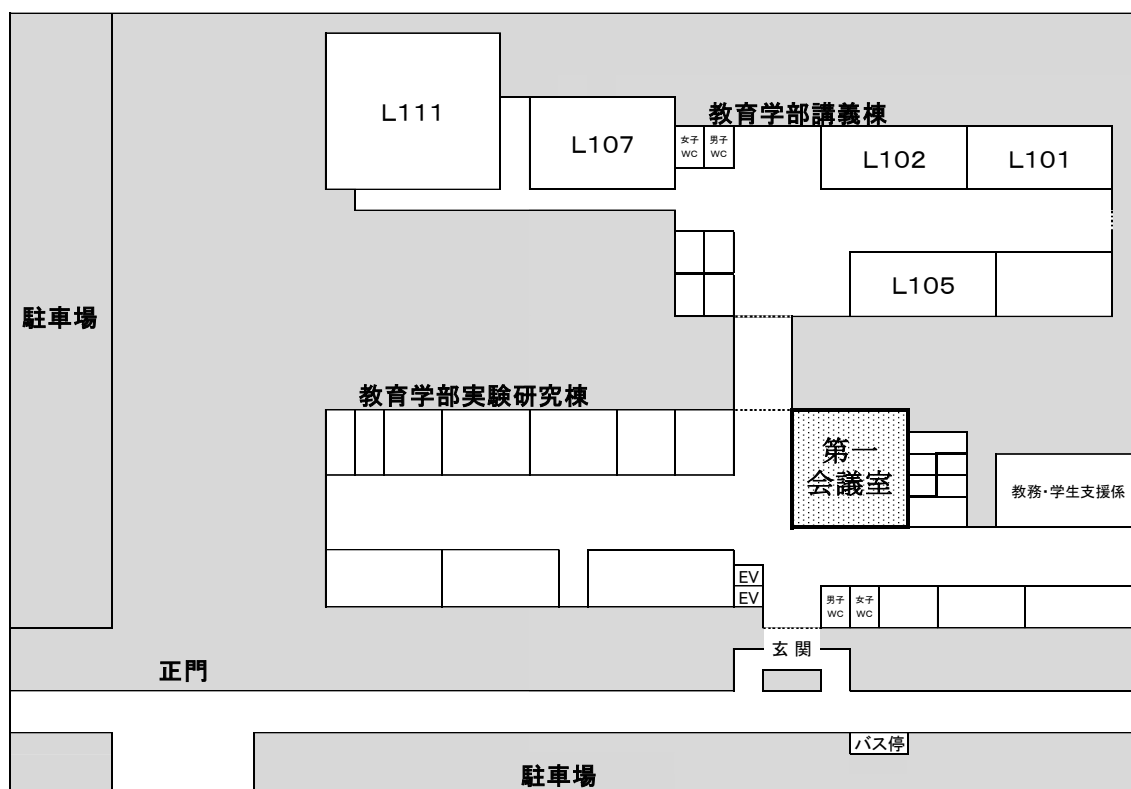 L111
教育学部講義棟
L107
女子
WC
男子
WC
L102
L101
L105
駐車場
教育学部実験研究棟
第一
会議室
教務・学生支援係
EV
EV
男子
WC
女子
WC
玄関
正門
バス停
駐車場